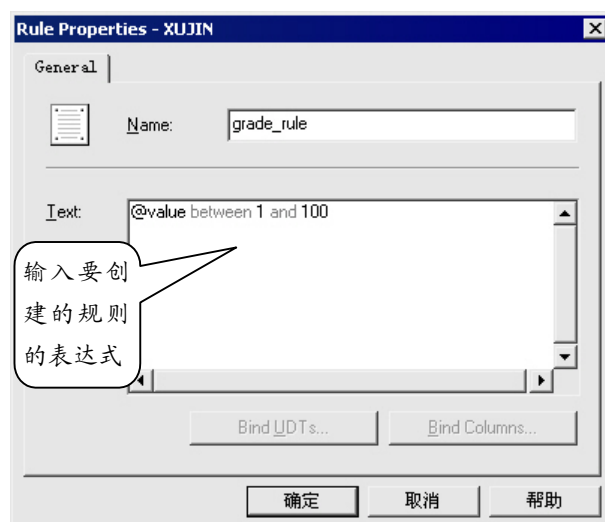 Rule Properties - XUJIN
General
Name: grade_rule
Text: @value between 1 and 100
输入要创
建的规则
的表达式
Bind UDTs... Bind Columns...
确定 取消 帮助